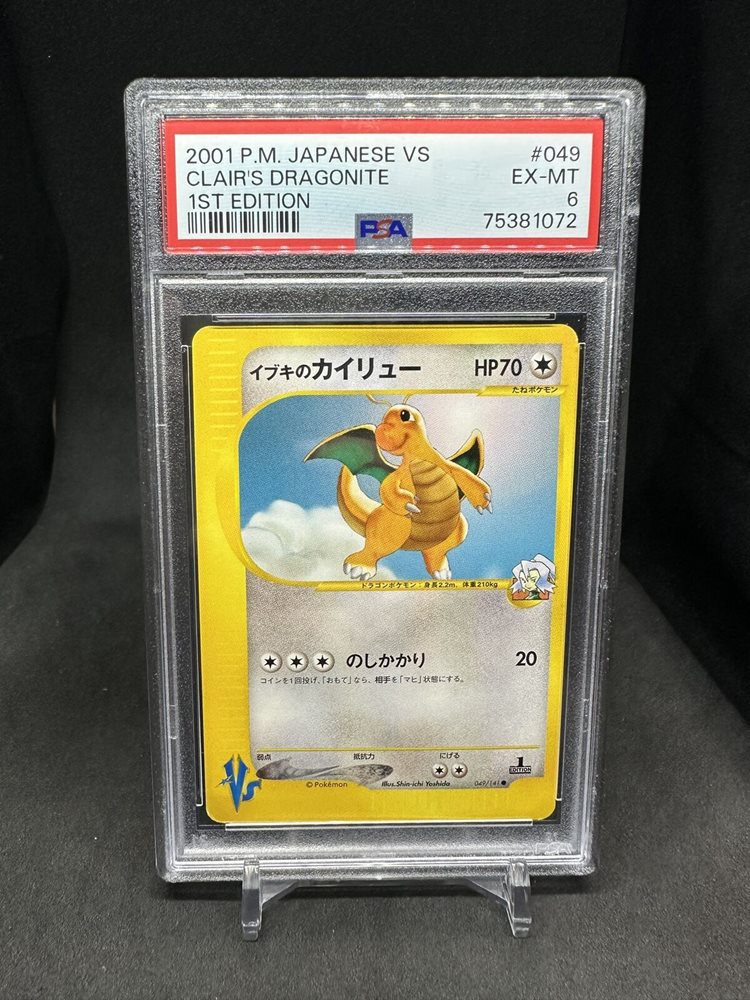 2001 P.M. JAPANESE VS #049
CLAIR'S DRAGONITE EX-MT
1ST EDITION 6
PSA 75381072
イブキのカイリュー HP70
たねポケモン
ドラゴンポケモン:身長2.2m、体重210kg
のしかかり 20
コインを1回投げ、「おもて」なら、相手を「マヒ」状態にする。
弱点 抵抗力 にげる
1
EDITION
VS
©Pokémon Illus.Shin-ichi Yoshida 049/141